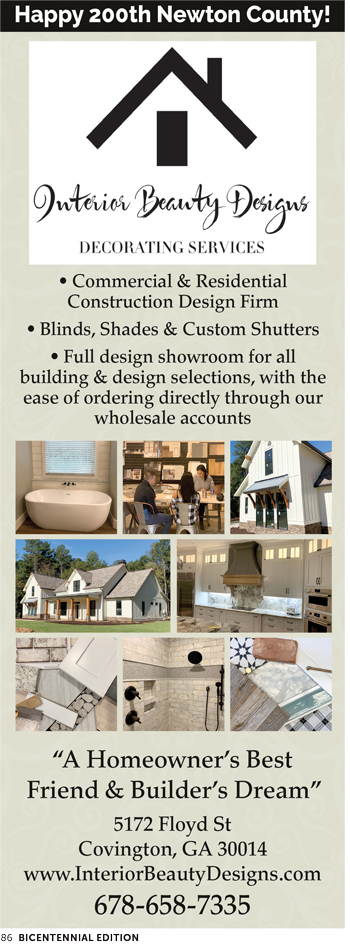 Happy 200th Newton County!
Interior Beauty Designs
DECORATING SERVICES
• Commercial & Residential
Construction Design Firm
• Blinds, Shades & Custom Shutters
• Full design showroom for all
building & design selections, with the
ease of ordering directly through our
wholesale accounts
“A Homeowner’s Best
Friend & Builder’s Dream”
5172 Floyd St
Covington, GA 30014
www.InteriorBeautyDesigns.com
678-658-7335
86 BICENTENNIAL EDITION